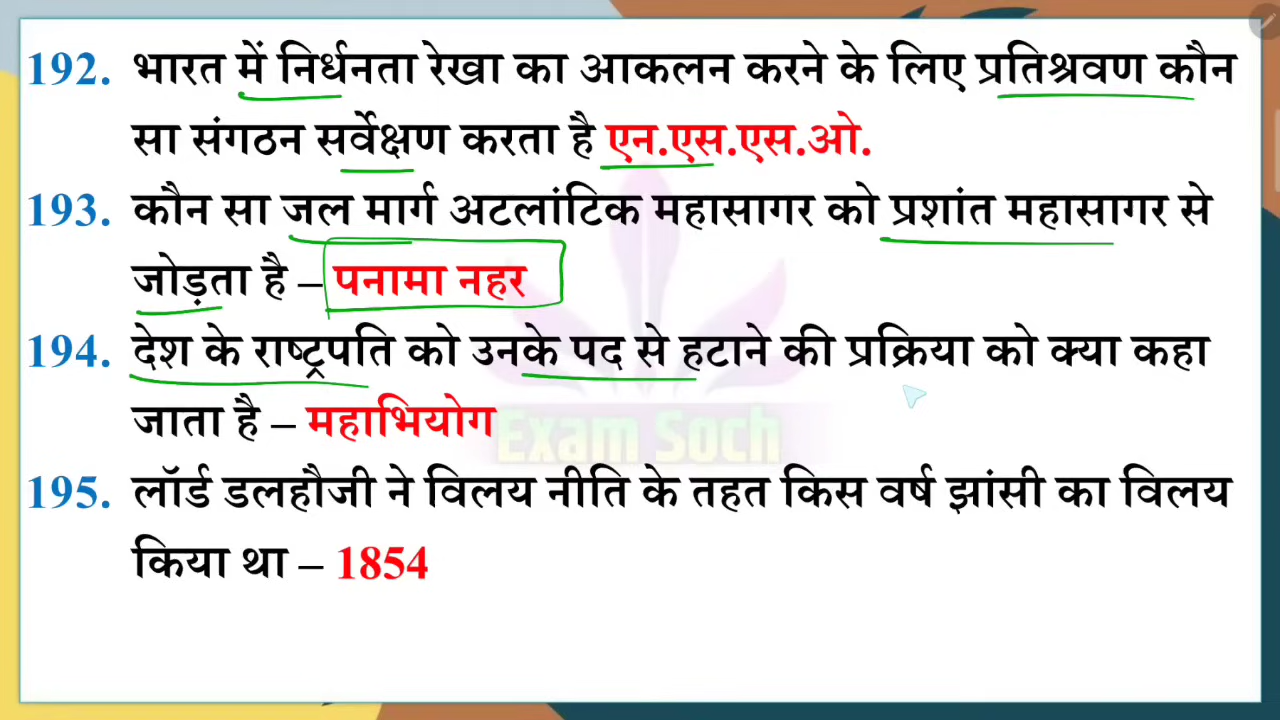 192. भारत में निर्धनता रेखा का आकलन करने के लिए प्रतिश्रवण कौन
सा संगठन सर्वेक्षण करता है एन.एस.एस.ओ.
193. कौन सा जल मार्ग अटलांटिक महासागर को प्रशांत महासागर से
जोड़ता है – पनामा नहर
194. देश के राष्ट्रपति को उनके पद से हटाने की प्रक्रिया को क्या कहा
जाता है – महाभियोग
Exam Soch
195. लॉर्ड डलहौजी ने विलय नीति के तहत किस वर्ष झांसी का विलय
किया था – 1854